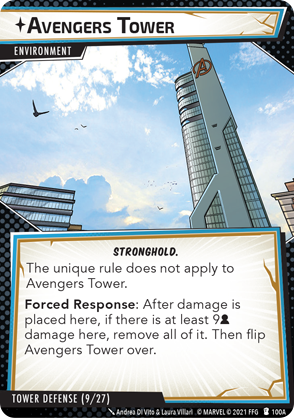 AVENGERS TOWER
ENVIRONMENT
STRONGHOLD.
The unique rule does not apply to
Avengers Tower.
Forced Response: After damage is
placed here, if there is at least 9
damage here, remove all of it. Then flip
Avengers Tower over.
TOWER DEFENSE (9/27)
Andrea Di Vito & Laura Villari © MARVEL © 2021 FFG 100A